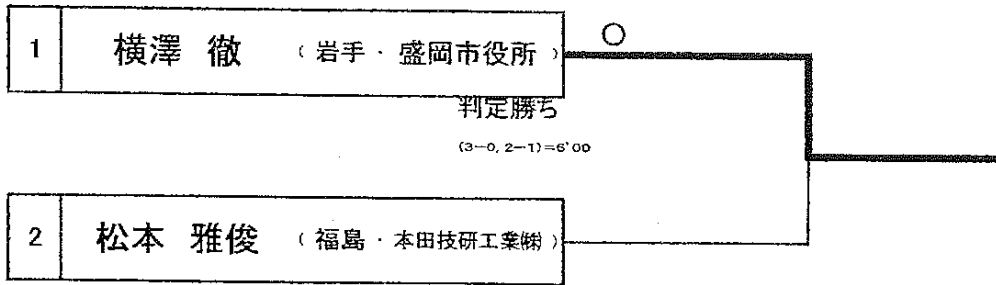 1 横澤 徹 （岩手・盛岡市役所） ○
判定勝ち
(3-0, 2-1)=6'00
2 松本 雅俊 （福島・本田技研工業㈱）